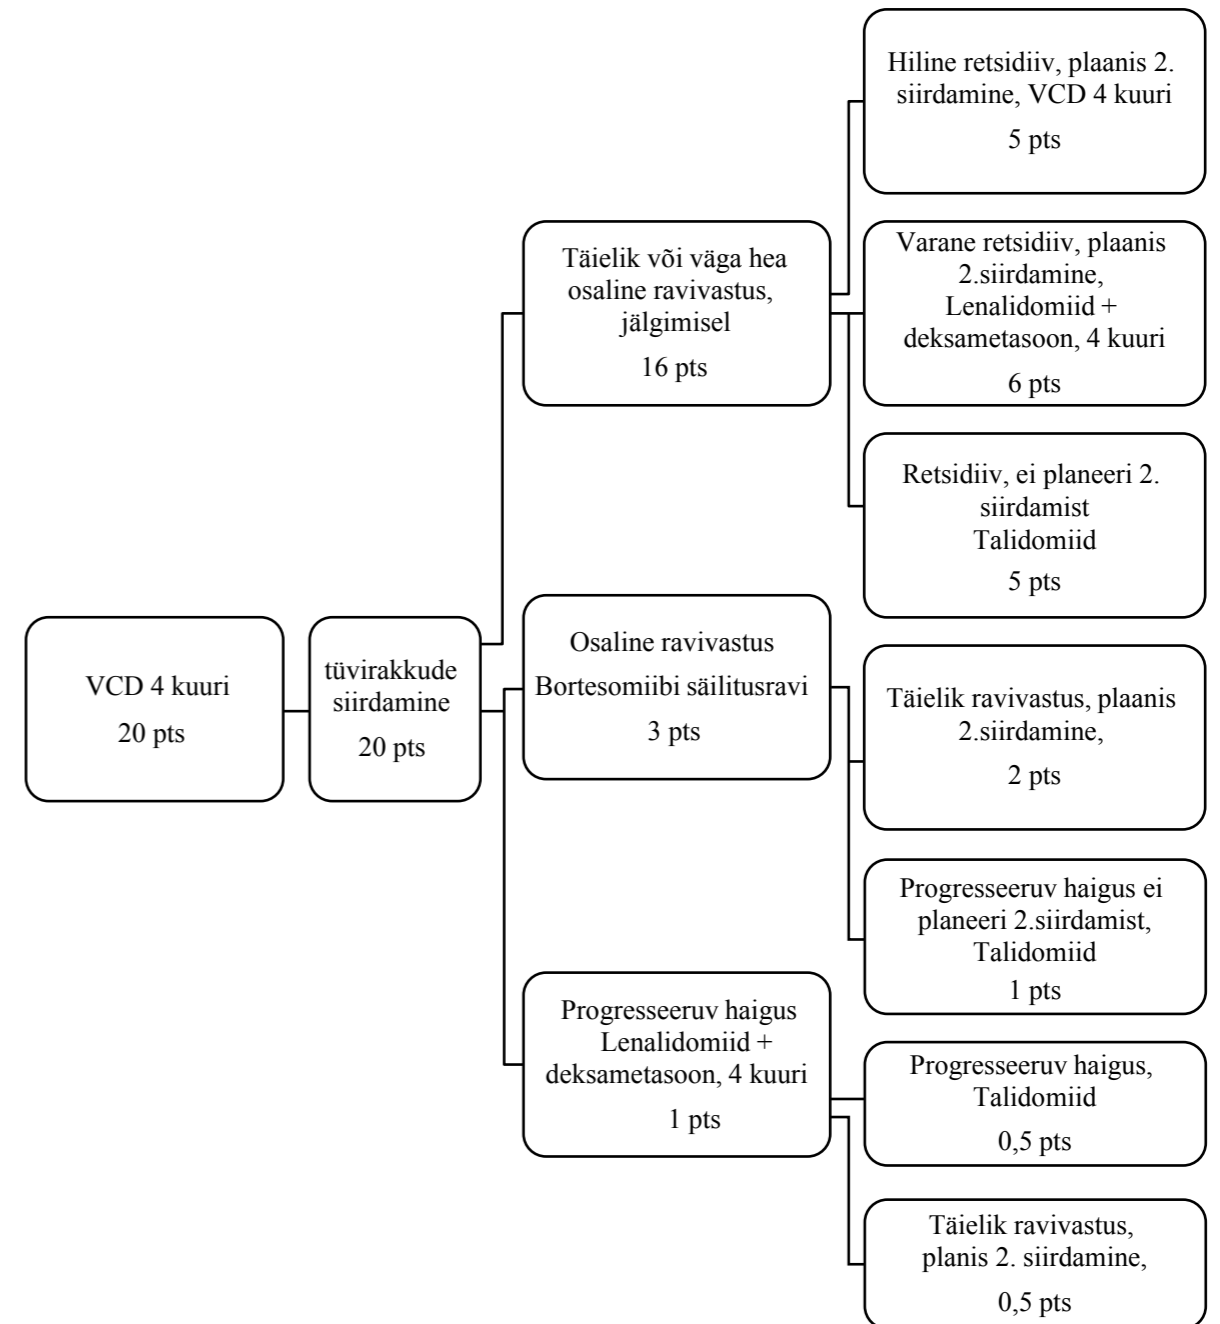 VCD 4 kuuri
20 pts
tüvirakkude
siirdamine
20 pts
Täielik või väga hea
osaline ravivastus,
jälgimisel
16 pts
Hiline retsidiiv, plaanis 2.
siirdamine, VCD 4 kuuri
5 pts
Varane retsidiiv, plaanis
2.siirdamine,
Lenalidomiid +
deksametasoon, 4 kuuri
6 pts
Retsidiiv, ei planeeri 2.
siirdamist
Talidomiid
5 pts
Osaline ravivastus
Bortesomiibi säilitusravi
3 pts
Täielik ravivastus, plaanis
2.siirdamine,
2 pts
Progresseeruv haigus ei
planeeri 2.siirdamist,
Talidomiid
1 pts
Progresseeruv haigus
Lenalidomiid +
deksametasoon, 4 kuuri
1 pts
Progresseeruv haigus,
Talidomiid
0,5 pts
Täielik ravivastus,
planis 2. siirdamine,
0,5 pts